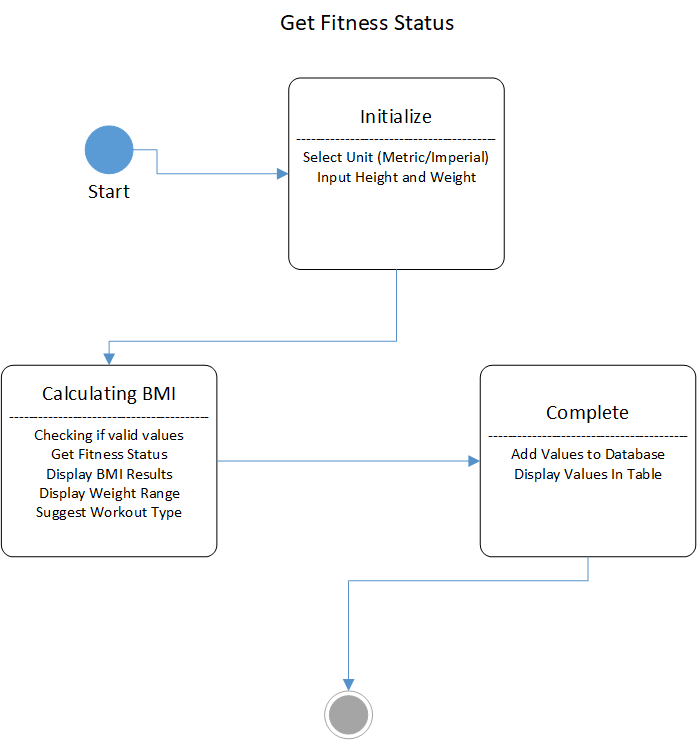 Get Fitness Status
Start
Initialize
Select Unit (Metric/Imperial)
Input Height and Weight
Calculating BMI
Checking if valid values
Get Fitness Status
Display BMI Results
Display Weight Range
Suggest Workout Type
Complete
Add Values to Database
Display Values In Table